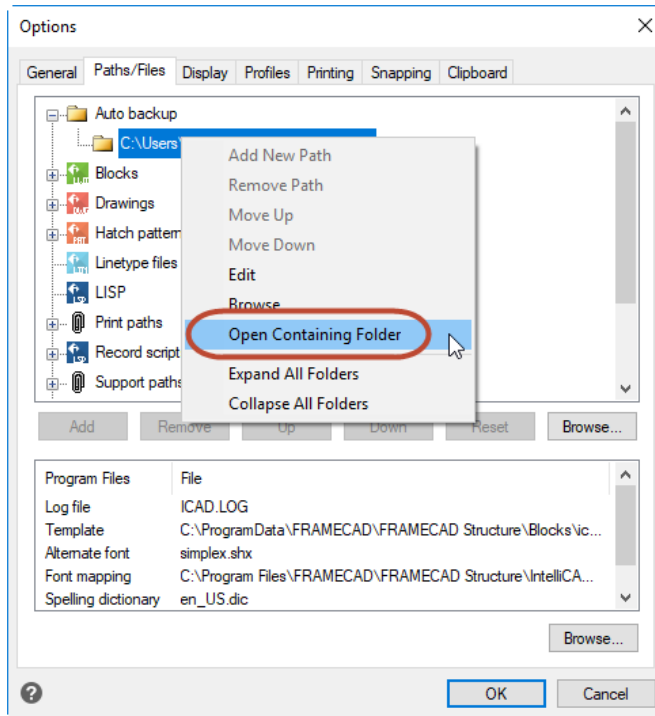 Options
General Paths/Files Display Profiles Printing Snapping Clipboard
Auto backup
C:\Users\
Add New Path
Blocks
Remove Path
Drawings
Move Up
Hatch pattern
Move Down
Linetype files
Edit
LISP
Browse
Print paths
Open Containing Folder
Record script
Expand All Folders
Support paths
Collapse All Folders
Add Remove Up Down Reset Browse...
Program Files File
Log file ICAD.LOG
Template C:\ProgramData\FRAMECAD\FRAMECAD Structure\Blocks\ic...
Alternate font simplex.shx
Font mapping C:\Program Files\FRAMECAD\FRAMECAD Structure\IntelliCA...
Spelling dictionary en_US.dic
Browse...
OK Cancel